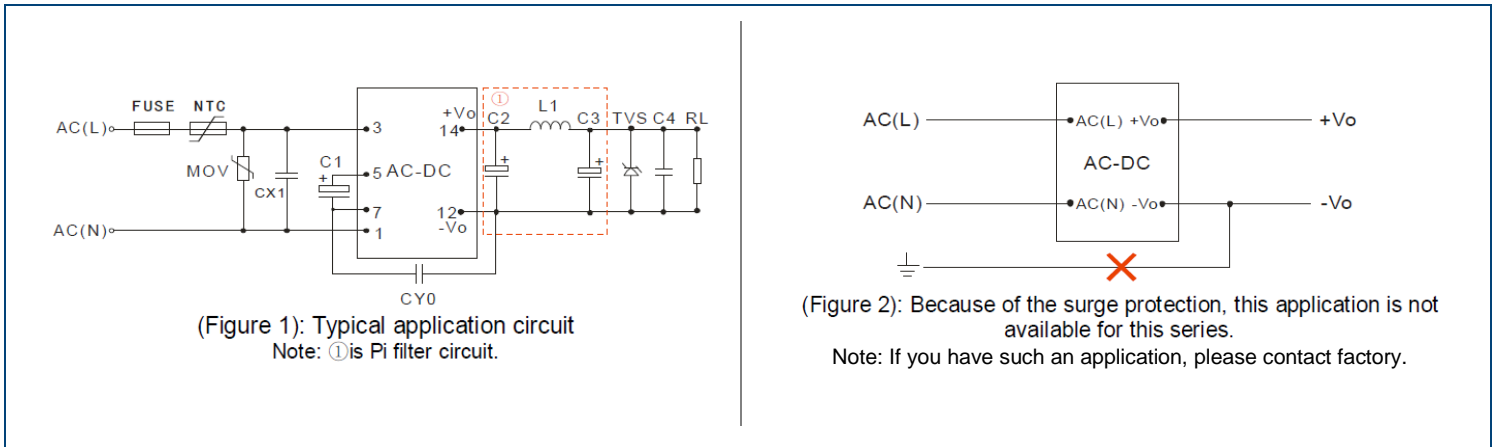 FUSE NTC
AC(L)
MOV
CX1
C1
+
3
5
7
1
AC-DC
+Vo
14
12
-Vo
①
C2
+
L1
C3
+
TVS C4 RL
AC(N)
CY0
(Figure 1): Typical application circuit
Note: ①is Pi filter circuit.
AC(L)
AC(L) +Vo
+Vo
AC-DC
AC(N)
AC(N) -Vo
-Vo
(Figure 2): Because of the surge protection, this application is not
available for this series.
Note: If you have such an application, please contact factory.